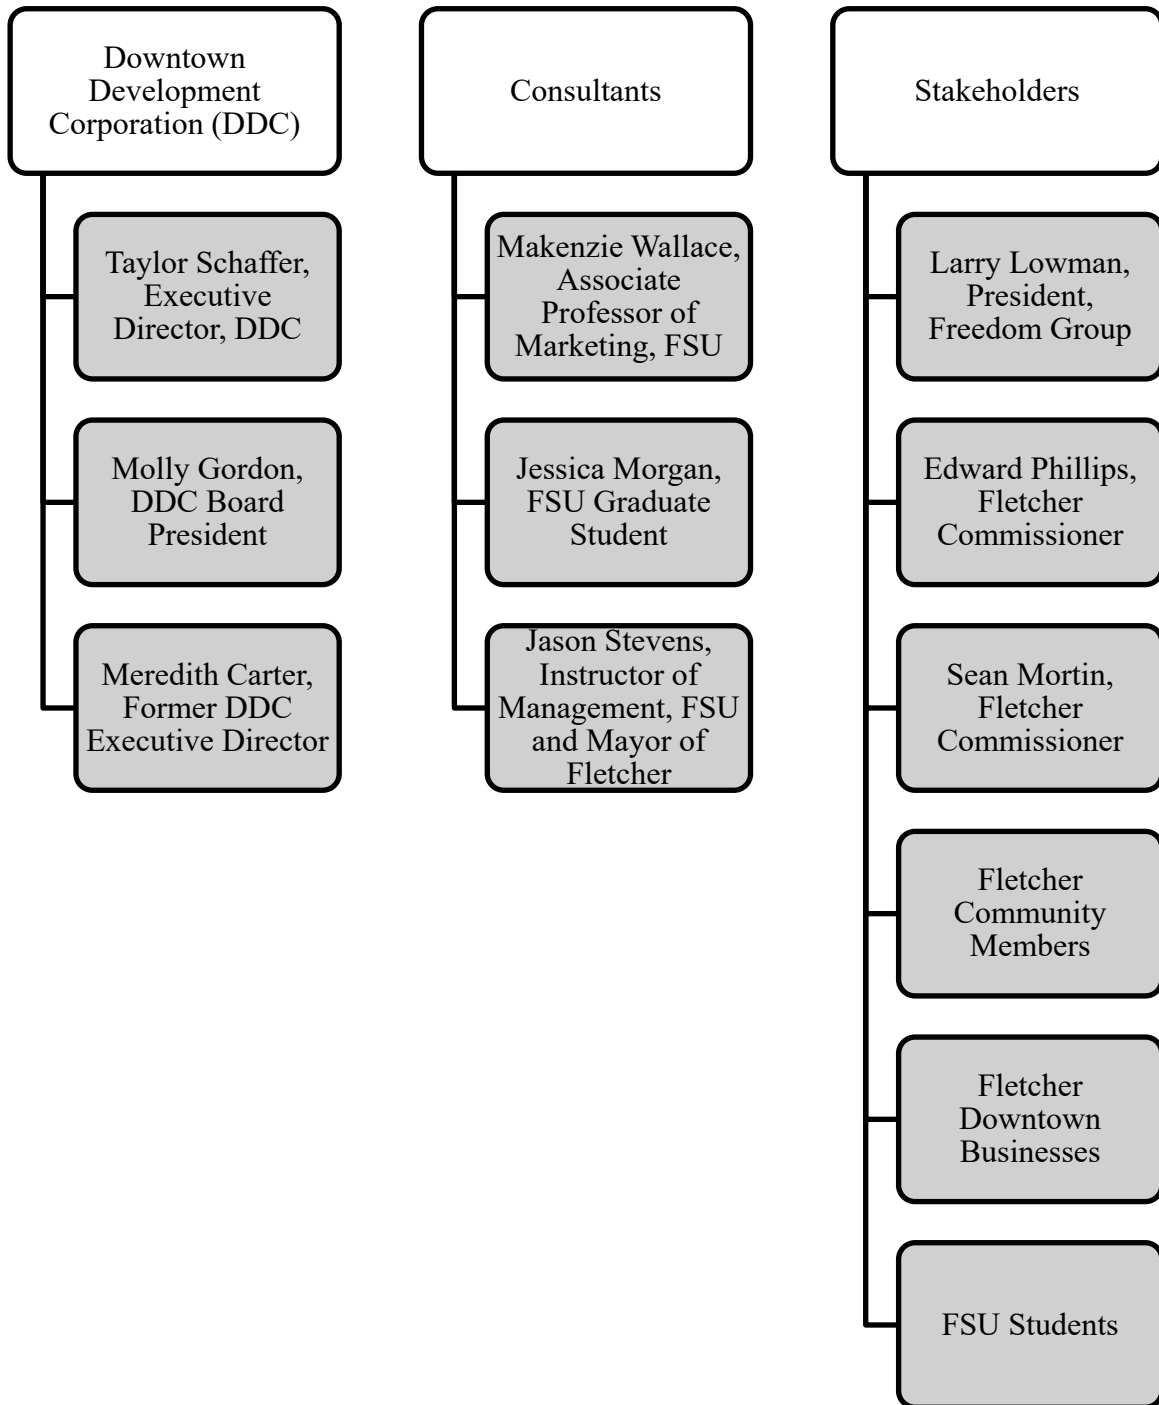 Downtown
Development
Corporation (DDC)
Taylor Schaffer,
Executive
Director, DDC
Molly Gordon,
DDC Board
President
Meredith Carter,
Former DDC
Executive Director
Consultants
Makenzie Wallace,
Associate
Professor of
Marketing, FSU
Jessica Morgan,
FSU Graduate
Student
Jason Stevens,
Instructor of
Management, FSU
and Mayor of
Fletcher
Stakeholders
Larry Lowman,
President,
Freedom Group
Edward Phillips,
Fletcher
Commissioner
Sean Mortin,
Fletcher
Commissioner
Fletcher
Community
Members
Fletcher
Downtown
Businesses
FSU Students